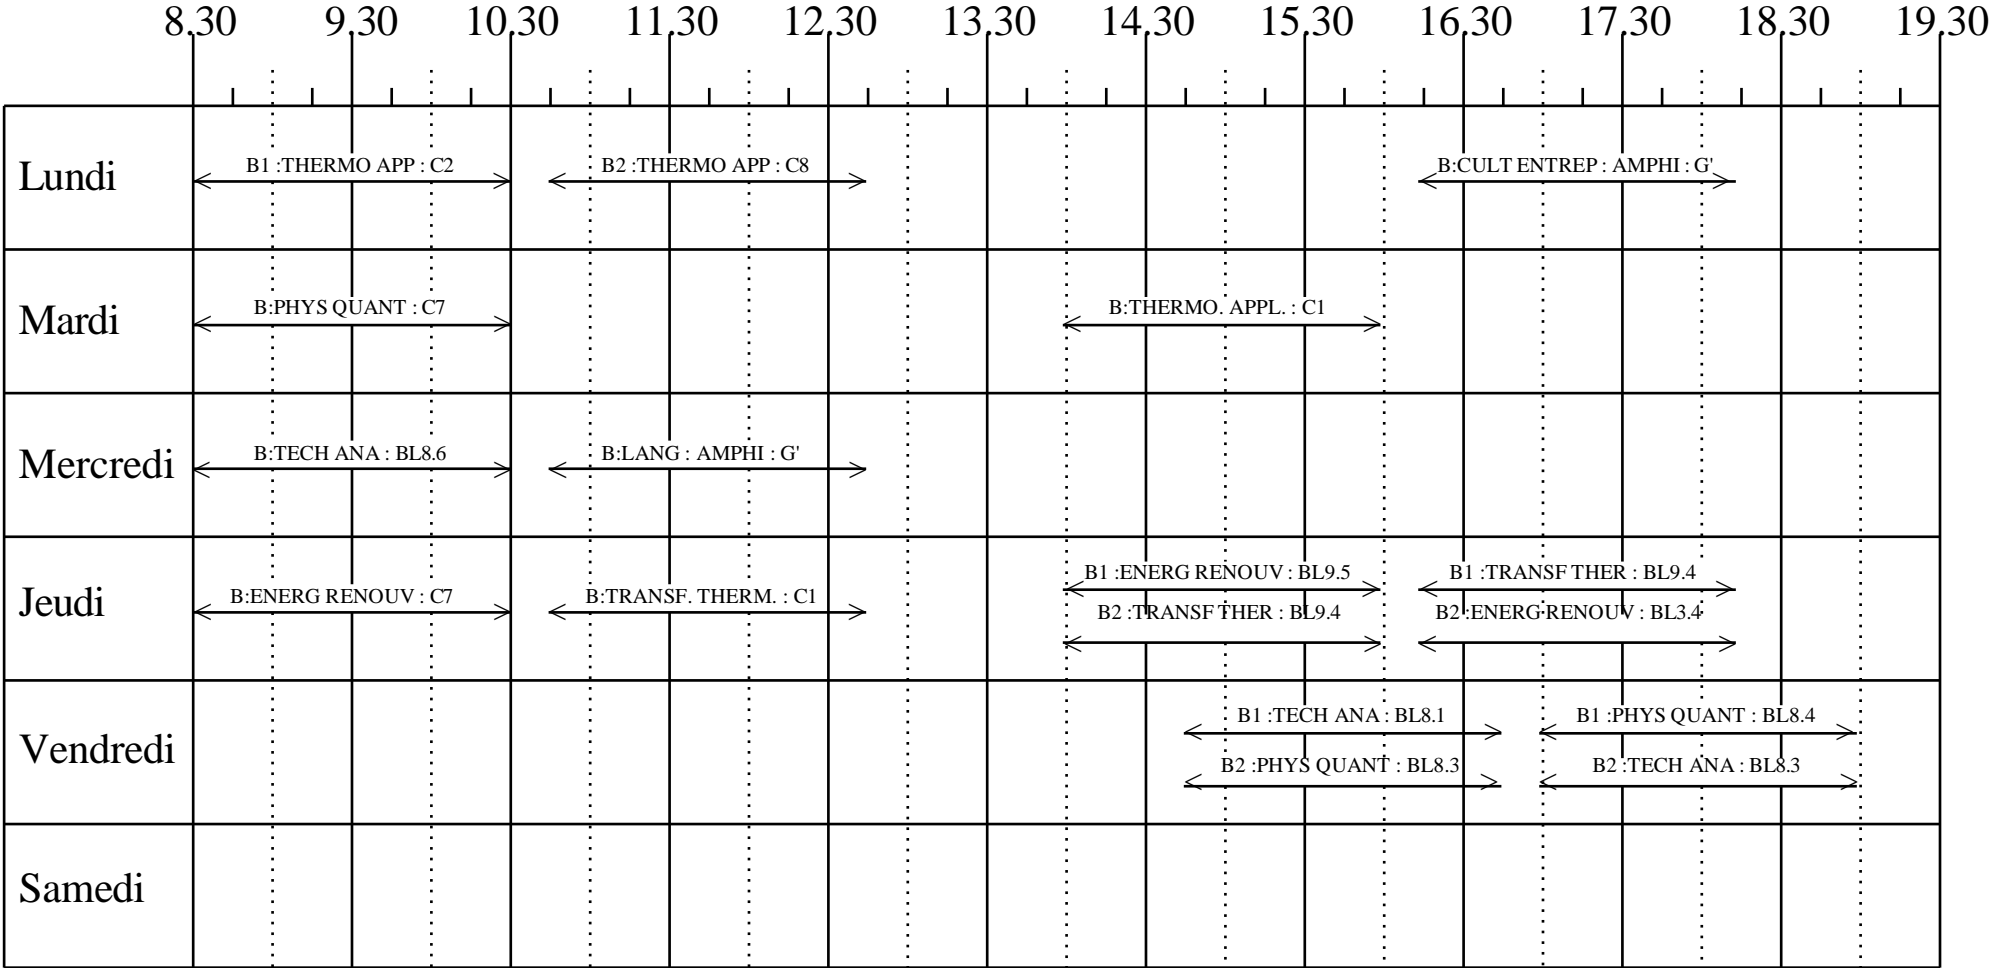 8.30 9.30 10.30 11.30 12.30 13.30 14.30 15.30 16.30 17.30 18.30 19.30
Lundi
B1 :THERMO APP : C2
B2 :THERMO APP : C8
B:CULT ENTREP : AMPHI : G'
Mardi
B:PHYS QUANT : C7
B:THERMO. APPL. : C1
Mercredi
B:TECH ANA : BL8.6
B:LANG : AMPHI : G'
Jeudi
B:ENERG RENOUV : C7
B:TRANSF. THERM. : C1
B1 :ENERG RENOUV : BL9.5
B2 :TRANSF THER : BL9.4
B1 :TRANSF THER : BL9.4
B2 :ENERG RENOUV : BL3.4
Vendredi
B1 :TECH ANA : BL8.1
B2 :PHYS QUANT : BL8.3
B1 :PHYS QUANT : BL8.4
B2 :TECH ANA : BL8.3
Samedi